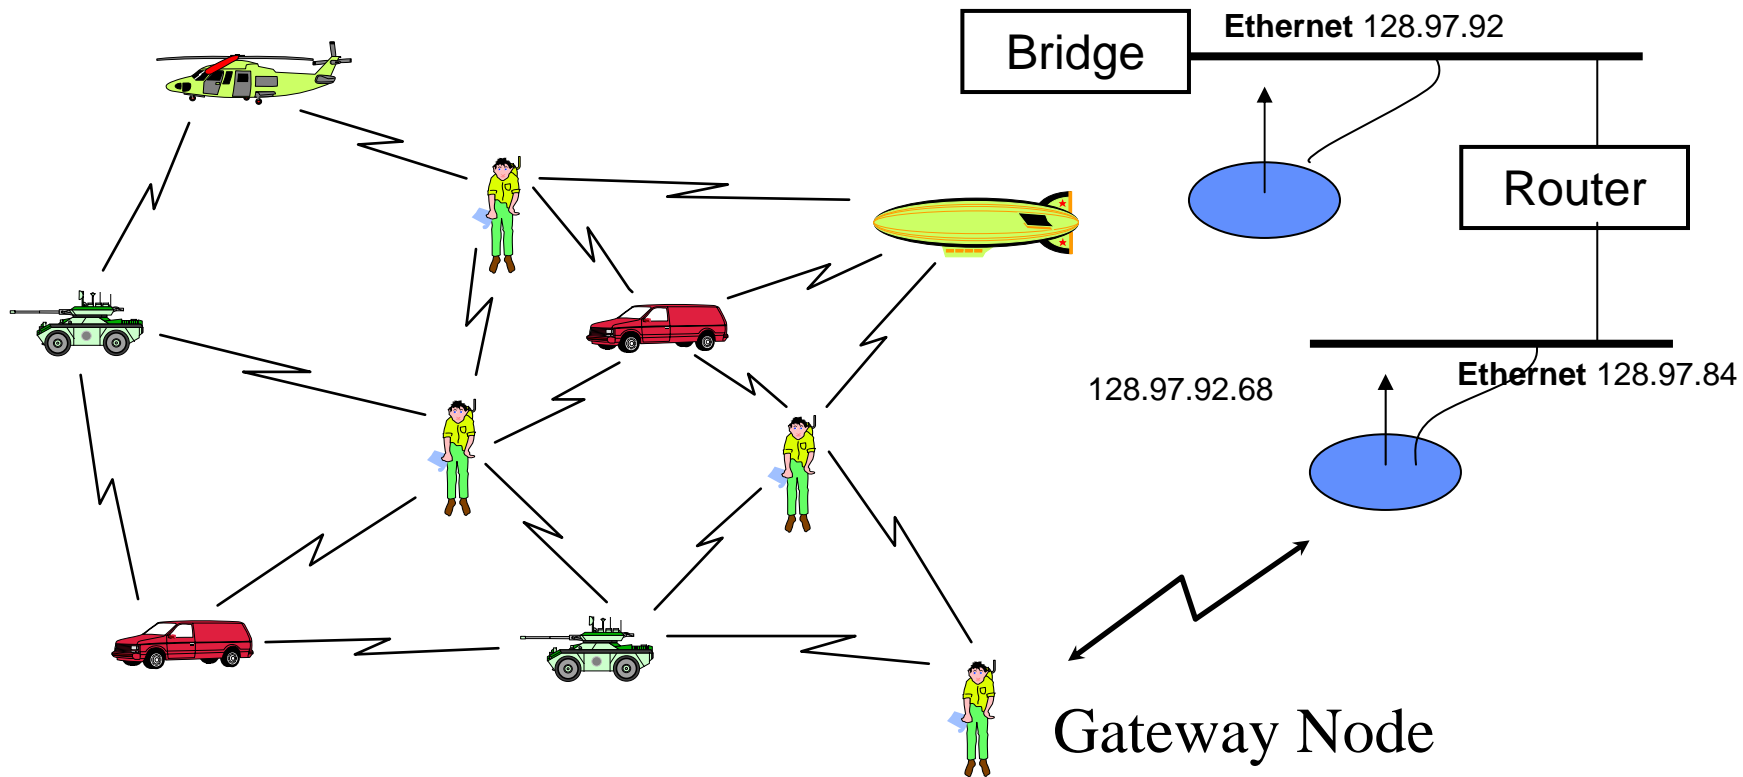 Ethernet 128.97.92
Bridge
Router
Ethernet 128.97.84
128.97.92.68
Gateway Node